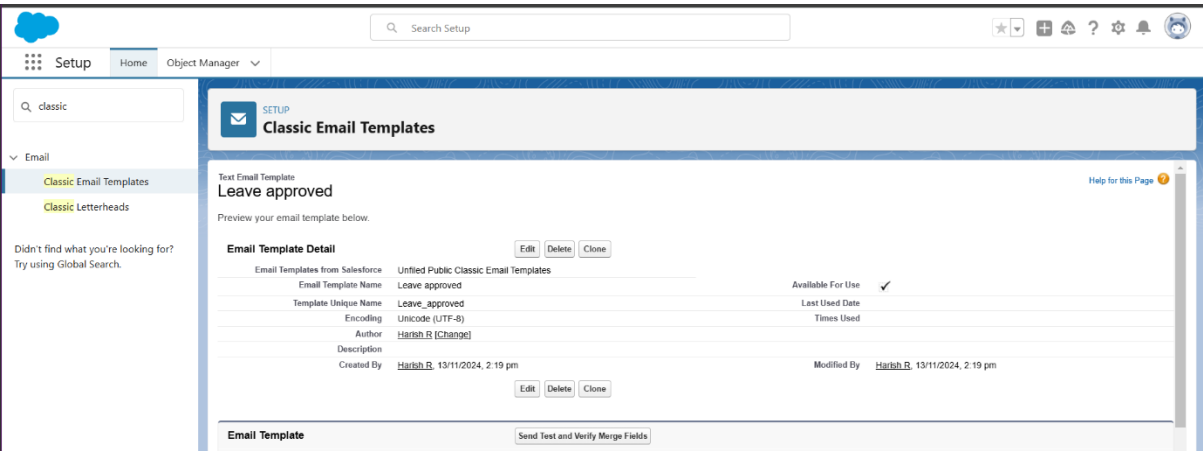 Search Setup
Setup
Home
Object Manager
classic
Email
Classic Email Templates
Classic Letterheads
Didn't find what you're looking for?
Try using Global Search.
SETUP
Classic Email Templates
Text Email Template
Leave approved
Help for this Page
Preview your email template below.
Email Template Detail Edit Delete Clone
Email Templates from Salesforce Unfiled Public Classic Email Templates
Email Template Name Leave approved Available For Use ✓
Template Unique Name Leave_approved Last Used Date
Encoding Unicode (UTF-8) Times Used
Author Harish R [Change]
Description
Created By Harish R, 13/11/2024, 2:19 pm Modified By Harish R, 13/11/2024, 2:19 pm
Edit Delete Clone
Email Template Send Test and Verify Merge Fields